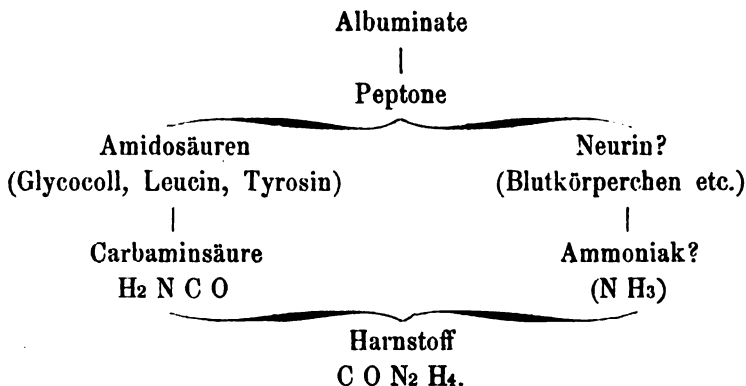 Albuminate
Peptone
Amidosäuren Neurin?
(Glycocoll, Leucin, Tyrosin) (Blutkörperchen etc.)
Carbaminsäure Ammoniak?
H2 N C O (N H3)
Harnstoff
C O N2 H4.